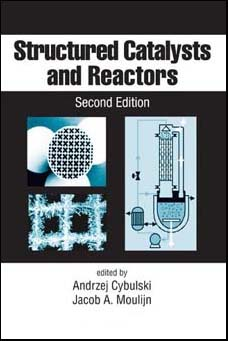 Structured Catalysts
and Reactors
Second Edition
edited by
Andrzej Cybulski
Jacob A. Moulijn